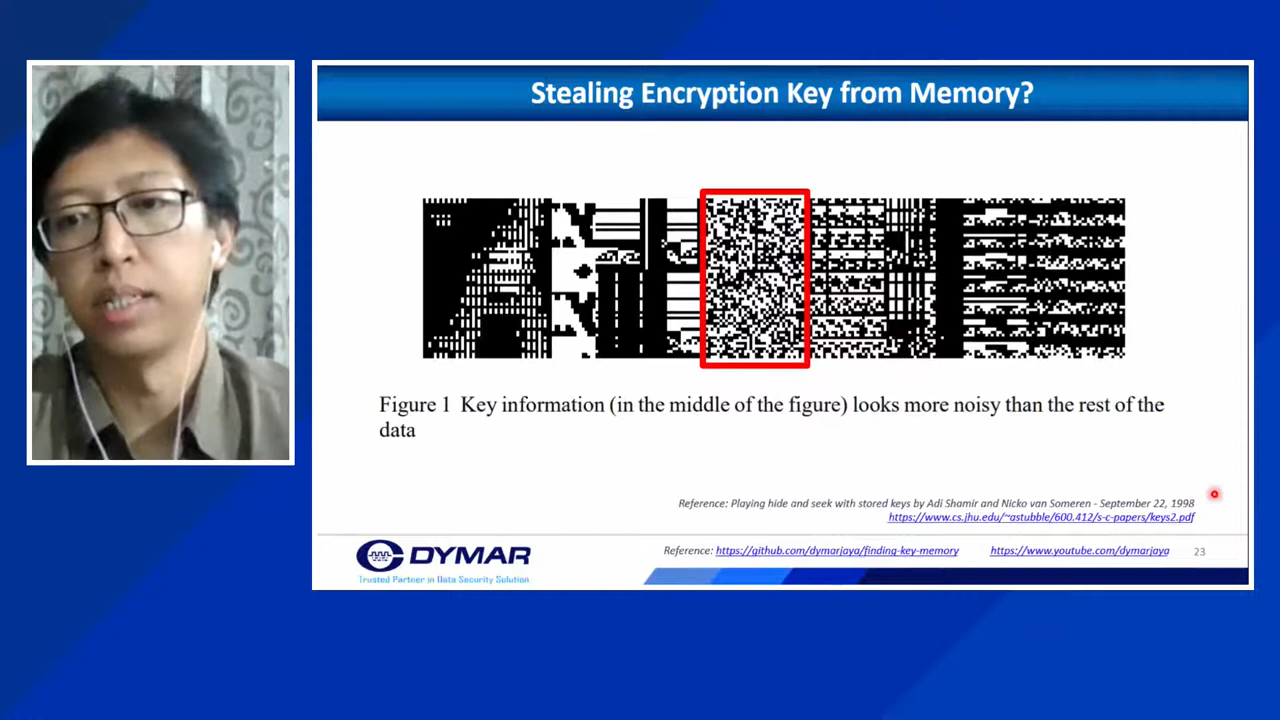 Stealing Encryption Key from Memory?
Figure 1 Key information (in the middle of the figure) looks more noisy than the rest of the
data
Reference: Playing hide and seek with stored keys by Adi Shamir and Nicko van Someren - September 22, 1998
https://www.cs.jhu.edu/~astubble/600.412/s-c-papers/keys2.pdf
DYMAR
Trusted Partner in Data Security Solution
Reference: https://github.com/dymarjaya/finding-key-memory https://www.youtube.com/dymarjaya 23